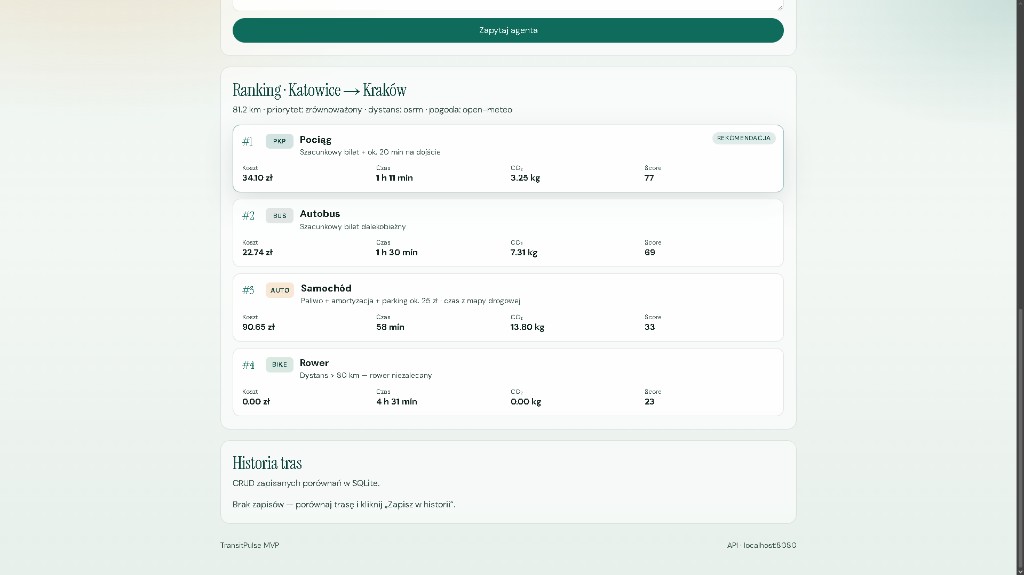 Zapytaj agenta
Ranking · Katowice → Kraków
81.2 km · priorytet: zrównoważony · dystans: osrm · pogoda: open-meteo
#1 PKP Pociąg REKOMENDACJA
Szacunkowy bilet + ok. 20 min na dojście
Koszt Czas CO₂ Score
34.10 zł 1 h 11 min 3.25 kg 77
#2 BUS Autobus
Szacunkowy bilet dalekobieżny
Koszt Czas CO₂ Score
22.74 zł 1 h 30 min 7.31 kg 69
#3 AUTO Samochód
Paliwo + amortyzacja + parking ok. 25 zł · czas z mapy drogowej
Koszt Czas CO₂ Score
90.65 zł 58 min 13.80 kg 33
#4 BIKE Rower
Dystans > 50 km — rower niezalecany
Koszt Czas CO₂ Score
0.00 zł 4 h 31 min 0.00 kg 23
Historia tras
CRUD zapisanych porównań w SQLite.
Brak zapisów — porównaj trasę i kliknij „Zapisz w historii”.
TransitPulse MVP API · localhost:5050